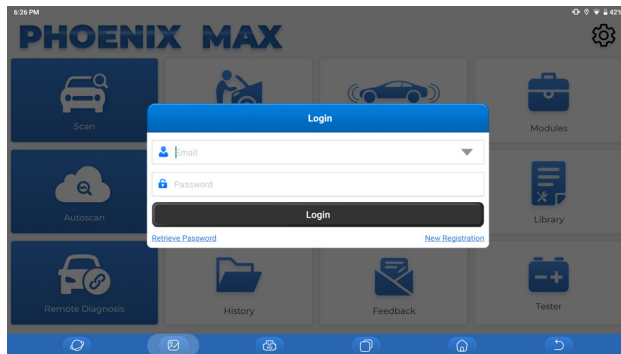 6:26 PM
42%
PHOENIX MAX
Scan
Modules
Login
Email
Password
Login
Retrieve Password
New Registration
Autoscan
Library
Remote Diagnosis
History
Feedback
Tester